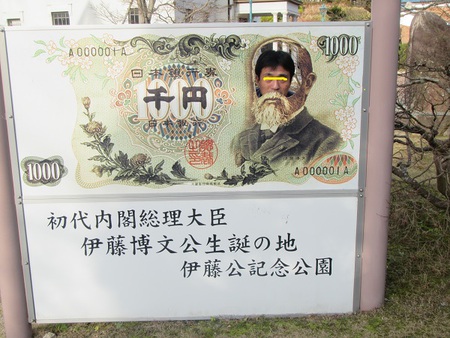 1000
A000001A
日本銀行券
千円
1000
A000001A
初代内閣総理大臣
伊藤博文公生誕の地
伊藤公記念公園